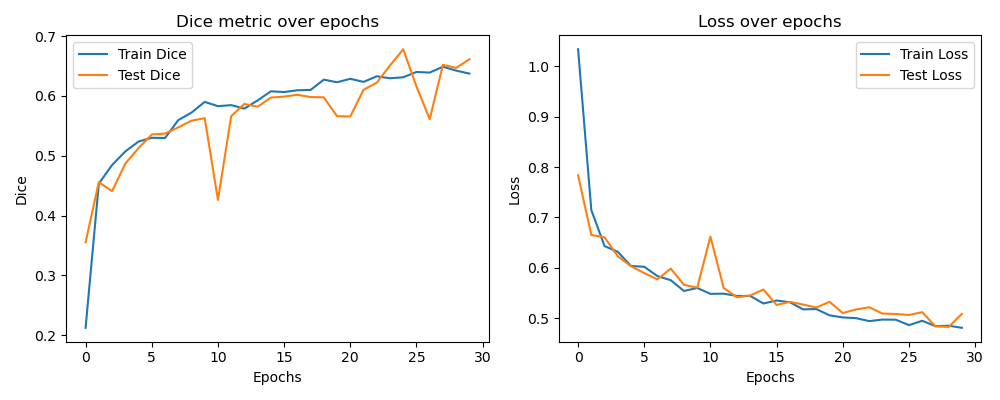 Dice metric over epochs
Train Dice
Test Dice
0.7
0.6
0.5
0.4
0.3
0.2
Dice
0
5
10
15
20
25
30
Epochs
Loss over epochs
Train Loss
Test Loss
1.0
0.9
0.8
0.7
0.6
0.5
Loss
0
5
10
15
20
25
30
Epochs